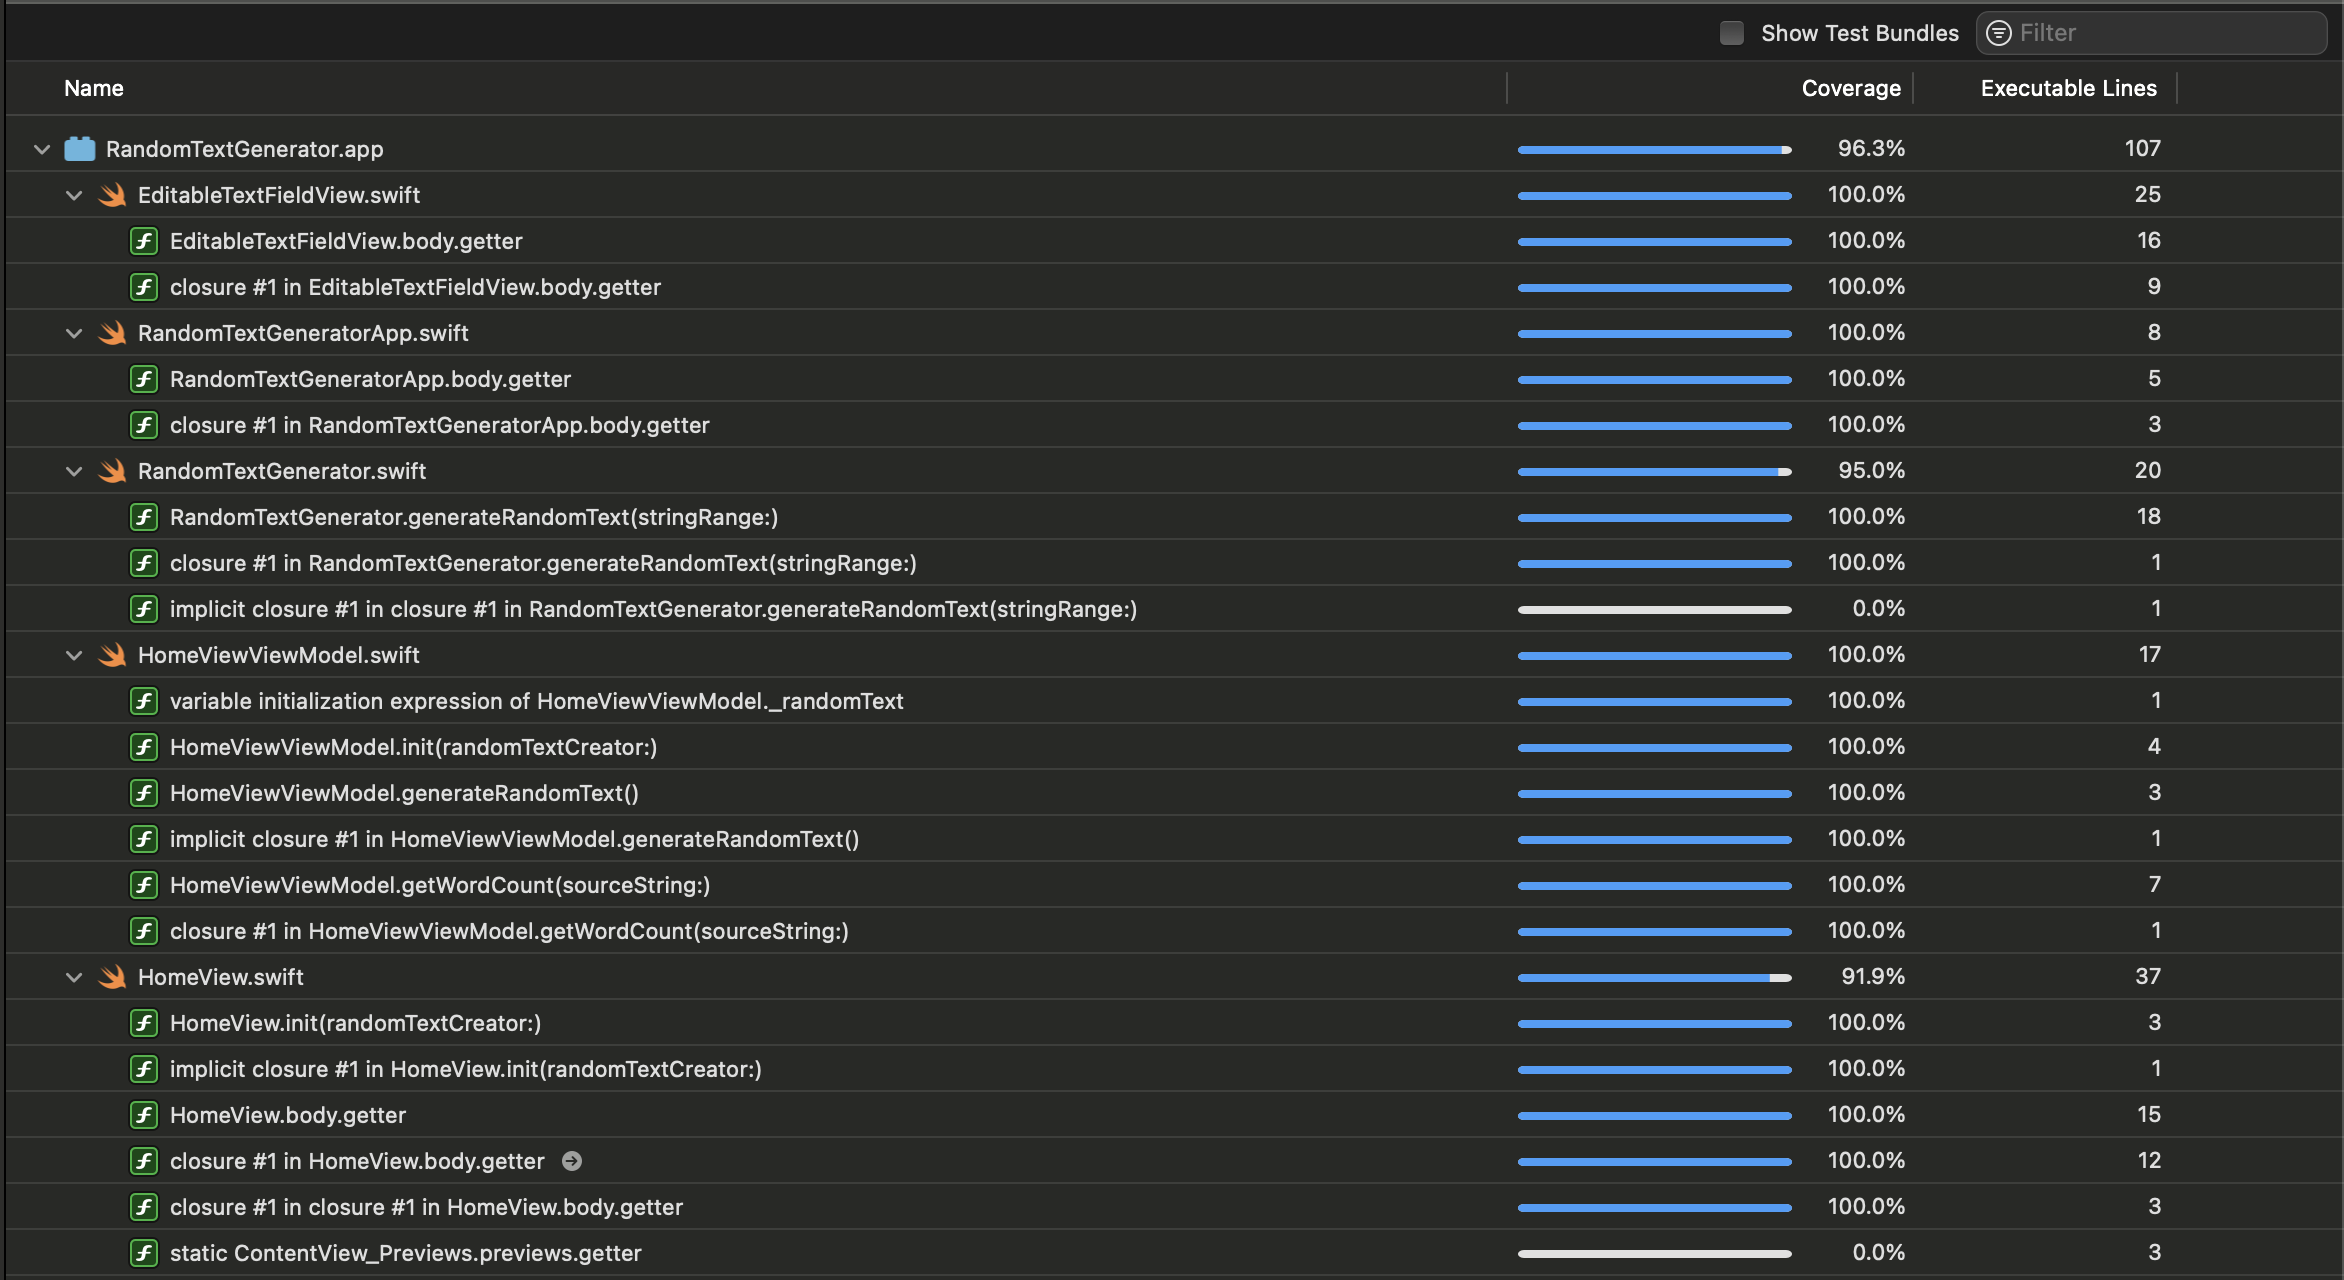 Show Test Bundles Filter
Name Coverage Executable Lines
RandomTextGenerator.app 96.3% 107
EditableTextFieldView.swift 100.0% 25
EditableTextFieldView.body.getter 100.0% 16
closure #1 in EditableTextFieldView.body.getter 100.0% 9
RandomTextGeneratorApp.swift 100.0% 8
RandomTextGeneratorApp.body.getter 100.0% 5
closure #1 in RandomTextGeneratorApp.body.getter 100.0% 3
RandomTextGenerator.swift 95.0% 20
RandomTextGenerator.generateRandomText(stringRange:) 100.0% 18
closure #1 in RandomTextGenerator.generateRandomText(stringRange:) 100.0% 1
implicit closure #1 in closure #1 in RandomTextGenerator.generateRandomText(stringRange:) 0.0% 1
HomeViewViewModel.swift 100.0% 17
variable initialization expression of HomeViewViewModel._randomText 100.0% 1
HomeViewViewModel.init(randomTextCreator:) 100.0% 4
HomeViewViewModel.generateRandomText() 100.0% 3
implicit closure #1 in HomeViewViewModel.generateRandomText() 100.0% 1
HomeViewViewModel.getWordCount(sourceString:) 100.0% 7
closure #1 in HomeViewViewModel.getWordCount(sourceString:) 100.0% 1
HomeView.swift 91.9% 37
HomeView.init(randomTextCreator:) 100.0% 3
implicit closure #1 in HomeView.init(randomTextCreator:) 100.0% 1
HomeView.body.getter 100.0% 15
closure #1 in HomeView.body.getter 100.0% 12
closure #1 in closure #1 in HomeView.body.getter 100.0% 3
static ContentView_Previews.previews.getter 0.0% 3